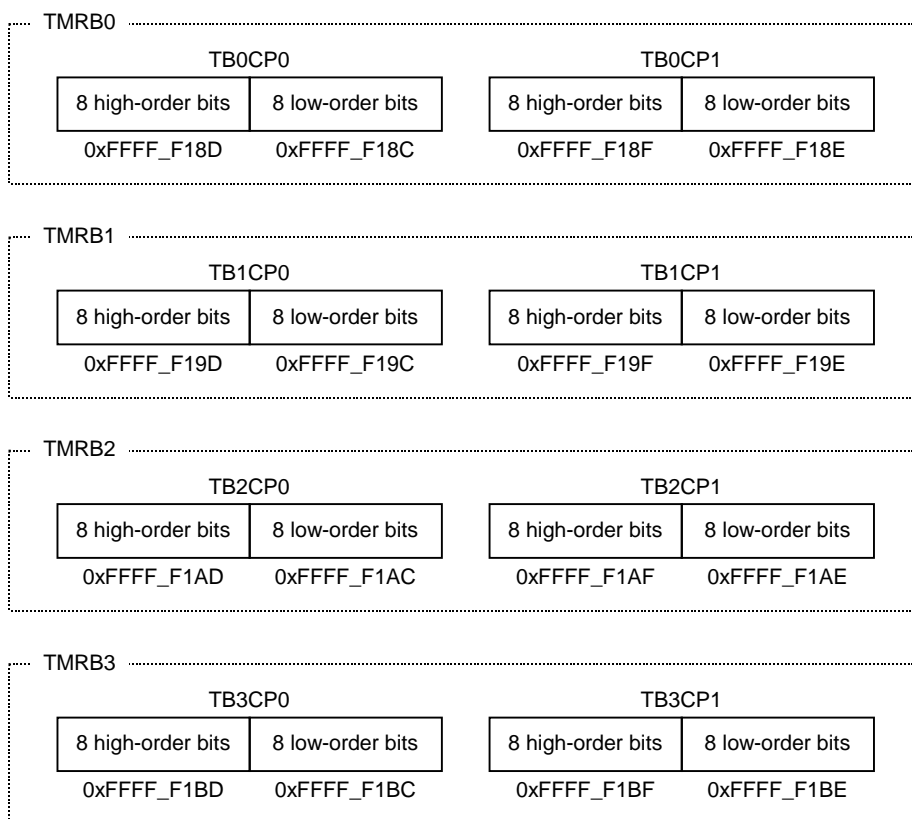 TMRB0
TB0CP0 TB0CP1
8 high-order bits 8 low-order bits 8 high-order bits 8 low-order bits
0xFFFF_F18D 0xFFFF_F18C 0xFFFF_F18F 0xFFFF_F18E
TMRB1
TB1CP0 TB1CP1
8 high-order bits 8 low-order bits 8 high-order bits 8 low-order bits
0xFFFF_F19D 0xFFFF_F19C 0xFFFF_F19F 0xFFFF_F19E
TMRB2
TB2CP0 TB2CP1
8 high-order bits 8 low-order bits 8 high-order bits 8 low-order bits
0xFFFF_F1AD 0xFFFF_F1AC 0xFFFF_F1AF 0xFFFF_F1AE
TMRB3
TB3CP0 TB3CP1
8 high-order bits 8 low-order bits 8 high-order bits 8 low-order bits
0xFFFF_F1BD 0xFFFF_F1BC 0xFFFF_F1BF 0xFFFF_F1BE